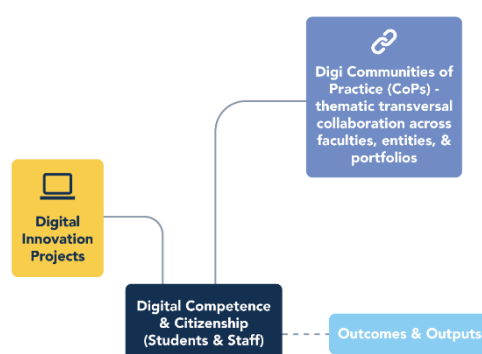 Digi Communities of
Practice (CoPs) -
thematic transversal
collaboration across
faculties, entities, &
portfolios
Digital
Innovation
Projects
Digital Competence
& Citizenship
(Students & Staff)
Outcomes & Outputs